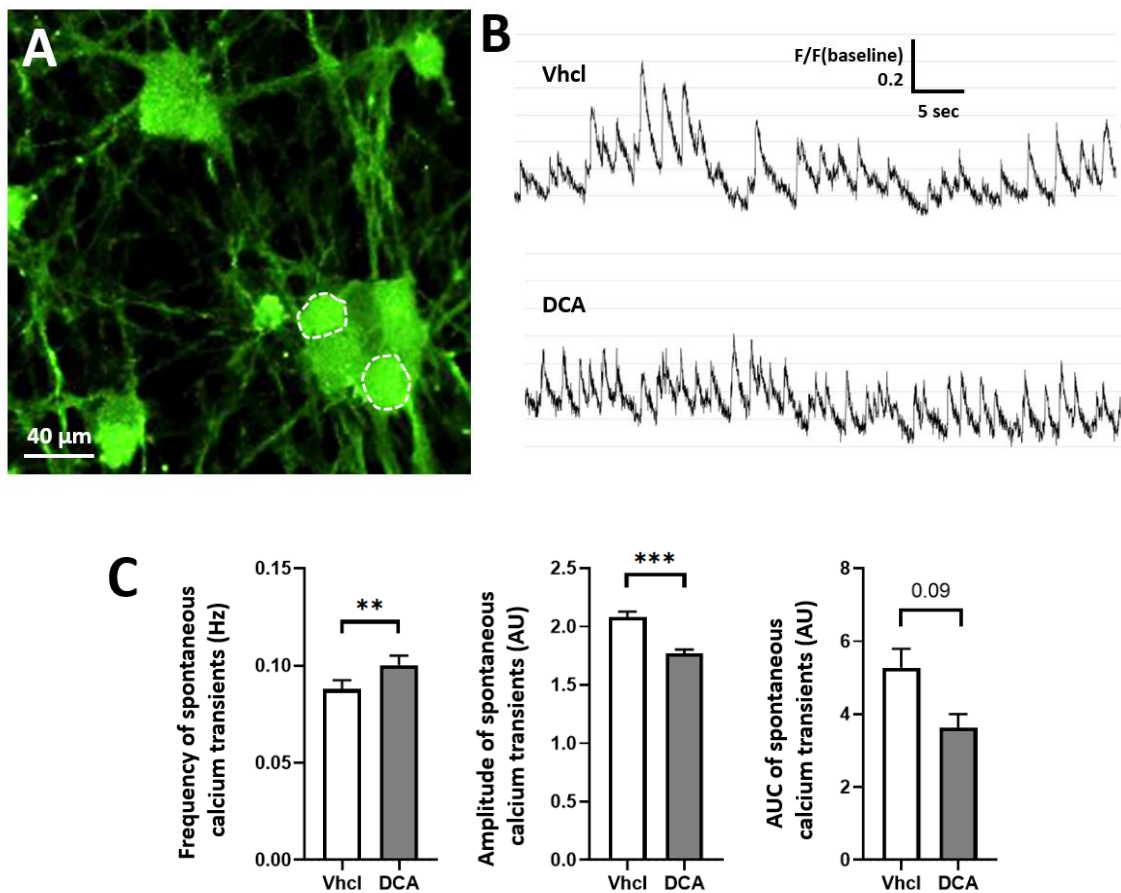 A
40 µm
B
Vhcl
F/F(baseline)
0.2
5 sec
DCA
C
Frequency of spontaneous
calcium transients (Hz)
0.15
0.10
0.05
0.00
**
Vhcl DCA
Amplitude of spontaneous
calcium transients (AU)
2.5
2.0
1.5
1.0
0.5
0.0
***
Vhcl DCA
AUC of spontaneous
calcium transients (AU)
8
6
4
2
0
0.09
Vhcl DCA